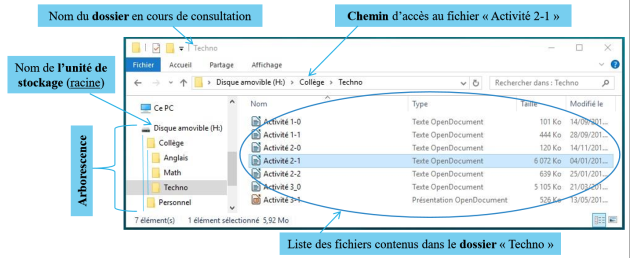 Nom du dossier en cours de consultation
Chemin d’accès au fichier « Activité 2-1 »
Techno
Fichier Accueil Partage Affichage
Nom de l’unité de
stockage (racine)
Disque amovible (H:) Collège Techno
Rechercher dans : Techno
Nom Type Taille Modifié le
Ce PC
Disque amovible (H:)
Collège
Anglais
Math
Techno
Personnel
Arborescence
Activité 1-0 Texte OpenDocument 101 Ko 14/09/201...
Activité 1-1 Texte OpenDocument 444 Ko 28/09/201...
Activité 2-0 Texte OpenDocument 120 Ko 14/11/201...
Activité 2-1 Texte OpenDocument 6 072 Ko 04/01/201...
Activité 2-2 Texte OpenDocument 639 Ko 25/01/201...
Activité 3_0 Texte OpenDocument 5 105 Ko 21/03/201...
Activité 3-1 Présentation OpenDocument 526 Ko 13/05/201...
7 élément(s) 1 élément sélectionné 5,92 Mo
Liste des fichiers contenus dans le dossier « Techno »